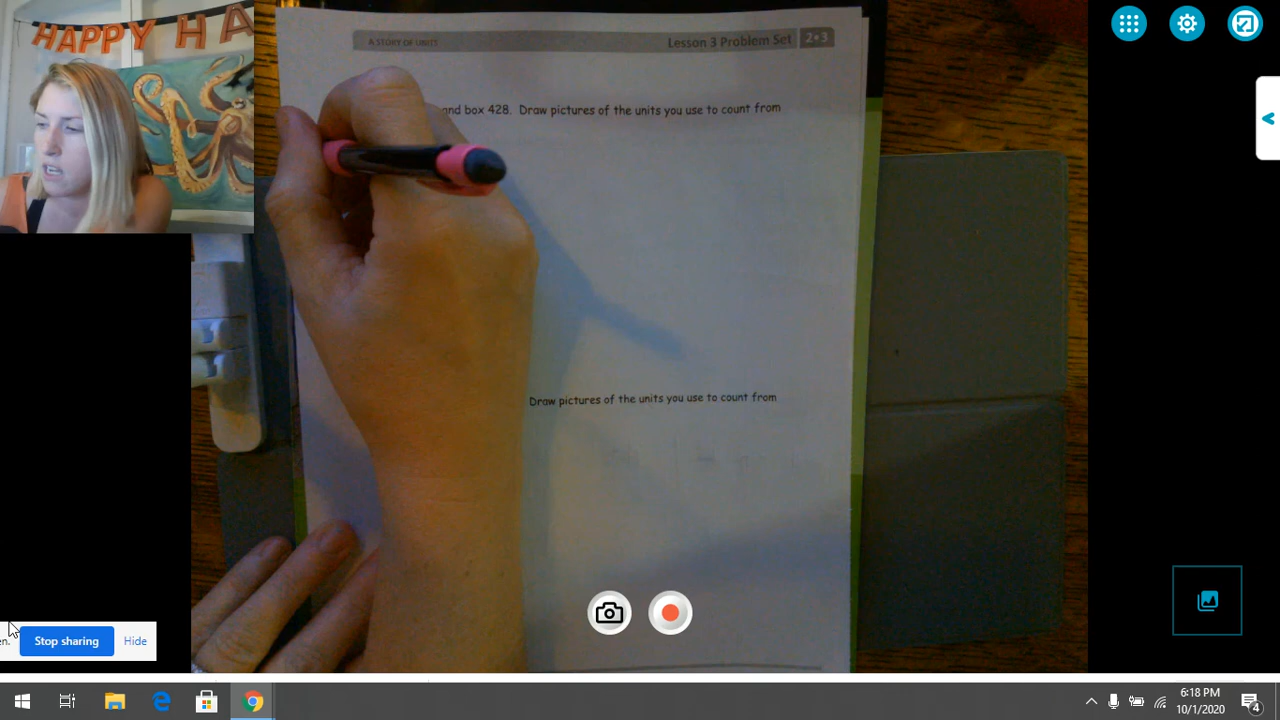 HAPPY HA
A STORY OF UNITS
Lesson 3 Problem Set 2•3
and box 428. Draw pictures of the units you use to count from
Draw pictures of the units you use to count from
en. Stop sharing Hide
6:18 PM
10/1/2020
4